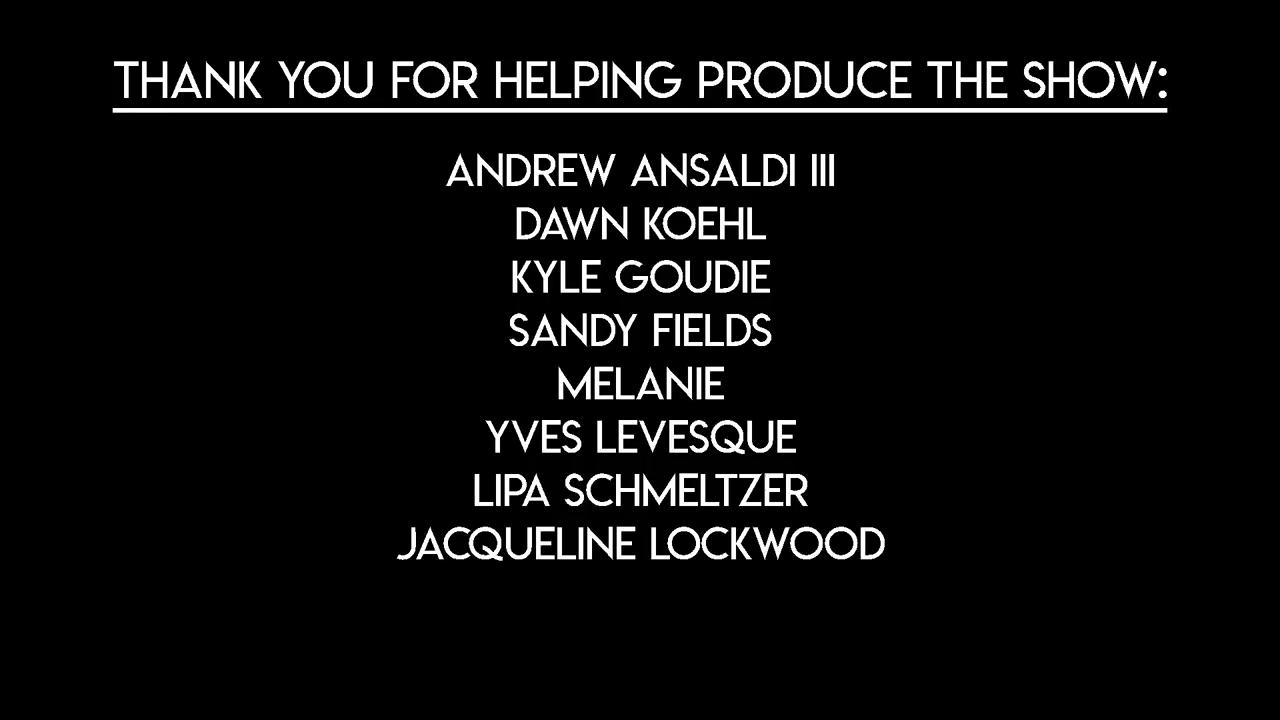 THANK YOU FOR HELPING PRODUCE THE SHOW:
ANDREW ANSALDI III
DAWN KOEHL
KYLE GOUDIE
SANDY FIELDS
MELANIE
YVES LEVESQUE
LIPA SCHMELTZER
JACQUELINE LOCKWOOD